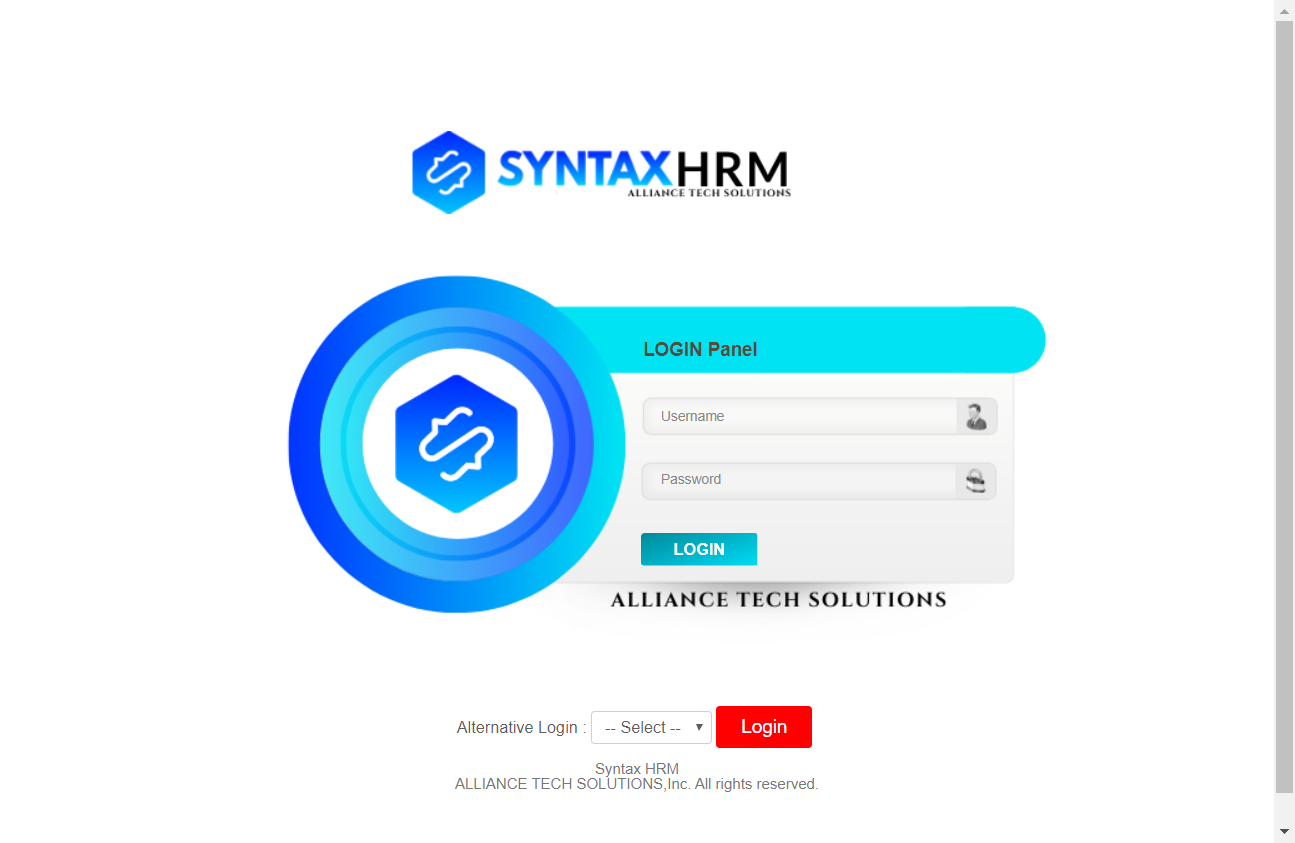 SYNTAXHRM
ALLIANCE TECH SOLUTIONS
LOGIN Panel
Username
Password
LOGIN
ALLIANCE TECH SOLUTIONS
Alternative Login : -- Select -- Login
Syntax HRM
ALLIANCE TECH SOLUTIONS,Inc. All rights reserved.